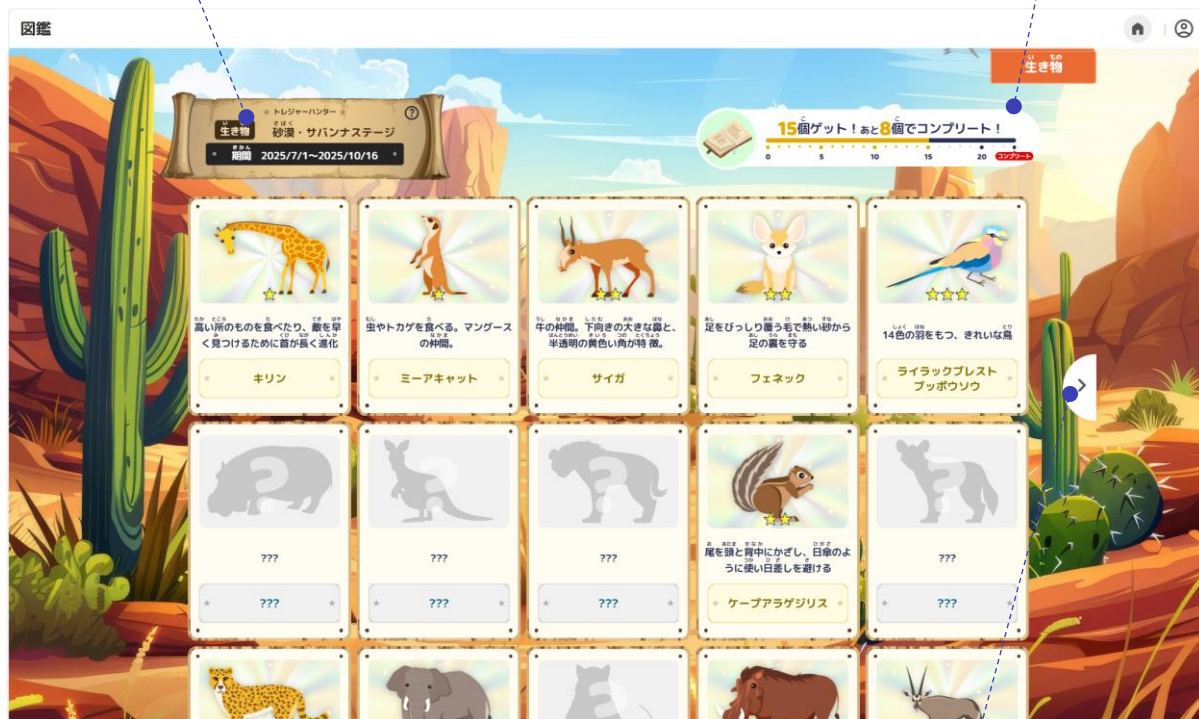 図鑑
生き物
トレジャーハンター
生き物 砂漠・サバンナステージ
期間 2025/7/1~2025/10/16
15個ゲット！あと8個でコンプリート！
0 5 10 15 20 コンプリート
高い所のものを食べたり、敵を早
く見つけるために首が長く進化
キリン
虫やトカゲを食べる。マングース
の仲間。
ミーアキャット
牛の仲間。下向きの大きな鼻と、
半透明の黄色い角が特 徴。
サイガ
足をびっしり覆う毛で熱い砂から
足の裏を守る
フェネック
14色の羽をもつ、きれいな鳥
ライラックブレスト
ブッポウソウ
???
???
???
???
???
???
尾を頭と背中にかざし、日傘のよ
うに使い日差しを避ける
ケープアラゲジリス
???
???